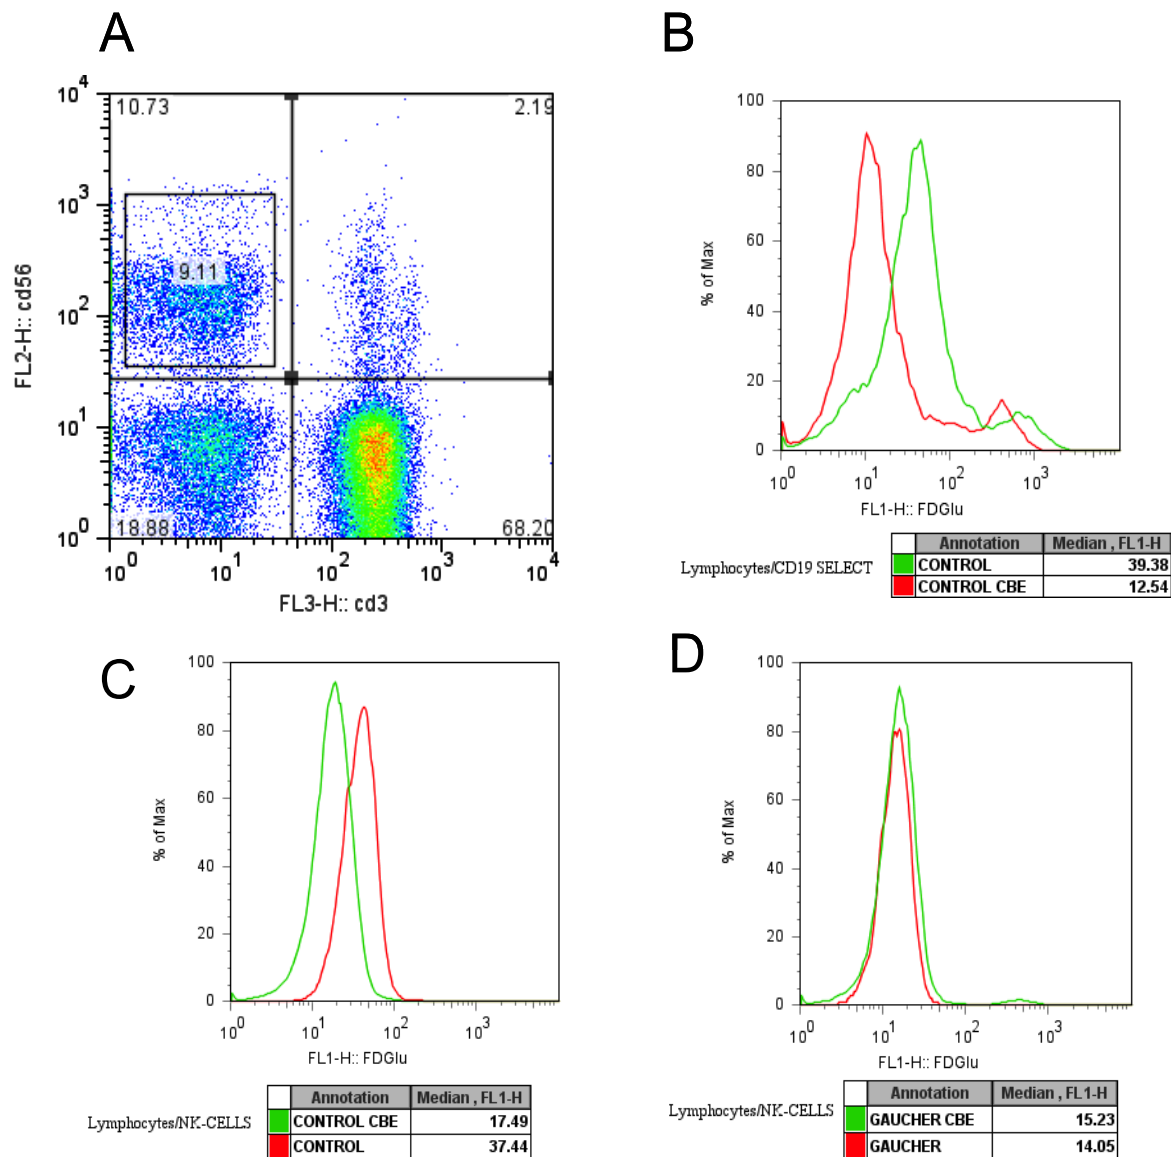 A
10.73
2.19
9.11
18.88
68.20
10^4
10^3
10^2
10^1
10^0
10^0 10^1 10^2 10^3 10^4
FL2-H:: cd56
FL3-H:: cd3
B
100
80
60
40
20
0
% of Max
10^0 10^1 10^2 10^3
FL1-H:: FDGlu
Lymphocytes/CD19 SELECT
Annotation Median , FL1-H
CONTROL 39.38
CONTROL CBE 12.54
C
100
80
60
40
20
0
% of Max
10^0 10^1 10^2 10^3
FL1-H:: FDGlu
Lymphocytes/NK-CELLS
Annotation Median , FL1-H
CONTROL CBE 17.49
CONTROL 37.44
D
100
80
60
40
20
0
% of Max
10^0 10^1 10^2 10^3
FL1-H:: FDGlu
Lymphocytes/NK-CELLS
Annotation Median , FL1-H
GAUCHER CBE 15.23
GAUCHER 14.05